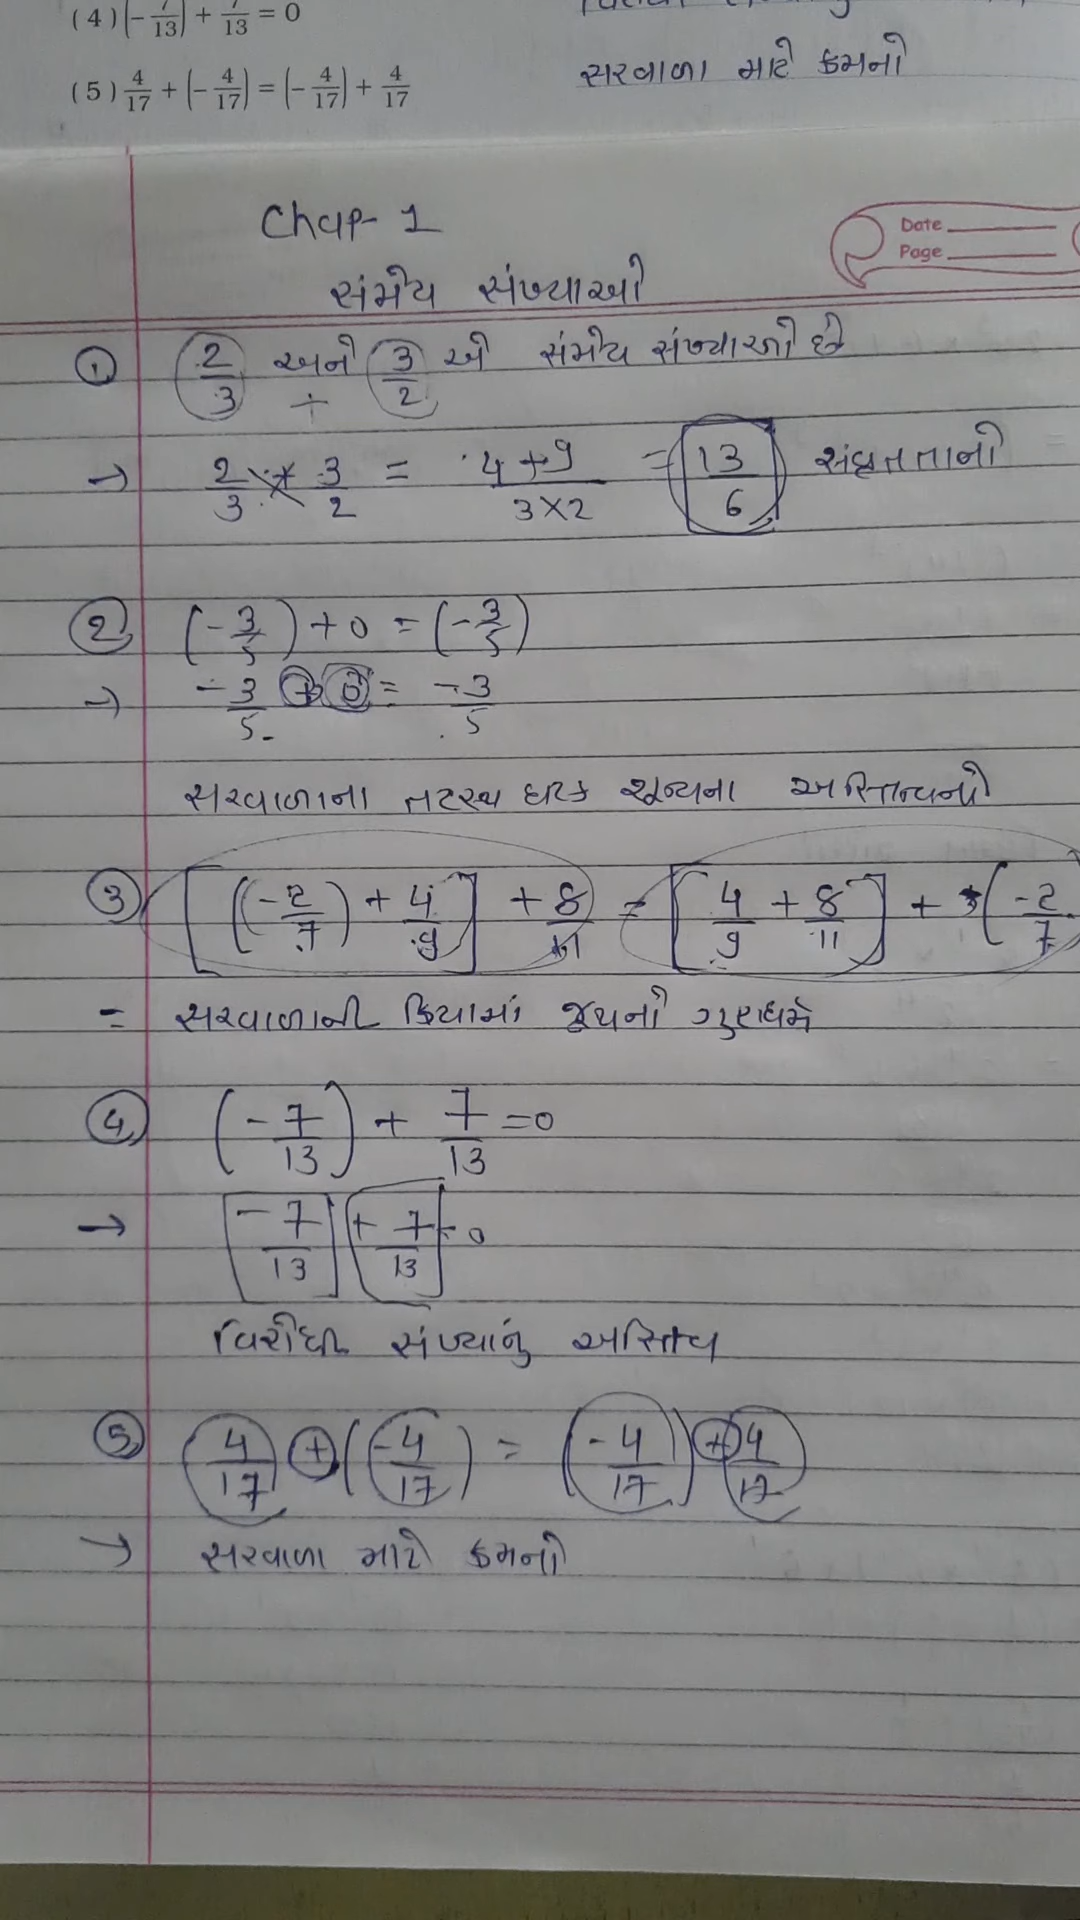 (4) (-7/13) + 7/13 = 0
(5) 4/17 + (-4/17) = (-4/17) + 4/17
સરવાળા માટે ક્રમનો
Chap-1
Date
Page
સંમેય સંખ્યાઓ
① 2/3 અને 3/2 એ સંમેય સંખ્યાઓ છે
+
→ 2/3 + 3/2 = 4+9/3×2 = 13/6 સંવૃતતાનો
② (-3/5) + 0 = (-3/5)
→ -3/5 + 0 = -3/5
સરવાળાના તટસ્થ ઘટક શૂન્યના અસ્તિત્વનો
③ [(-2/7) + 4/9] + 8/11 = [4/9 + 8/11] + (-2/7
= સરવાળાની ક્રિયામાં જૂથનો ગુણધર્મ
④ (-7/13) + 7/13 = 0
→ -7/13 + 7/13 = 0
વિરોધી સંખ્યાનું અસ્તિત્વ
⑤ 4/17 + (-4/17) = (-4/17) + 4/17
→ સરવાળા માટે ક્રમનો